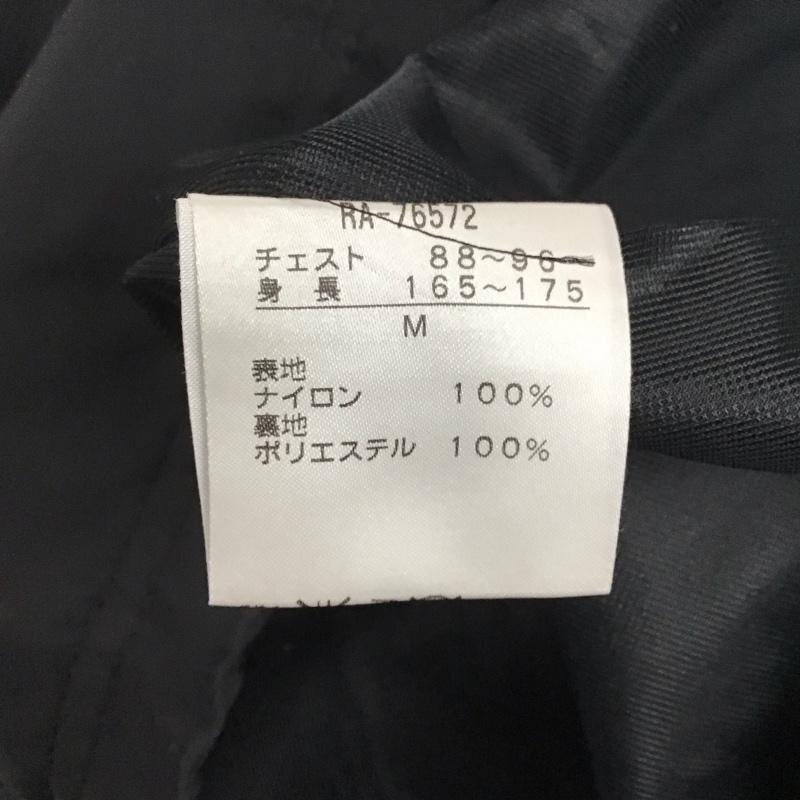 RA-76572
チェスト 88～96
身長 165～175
M
表地
ナイロン 100%
裏地
ポリエステル 100%